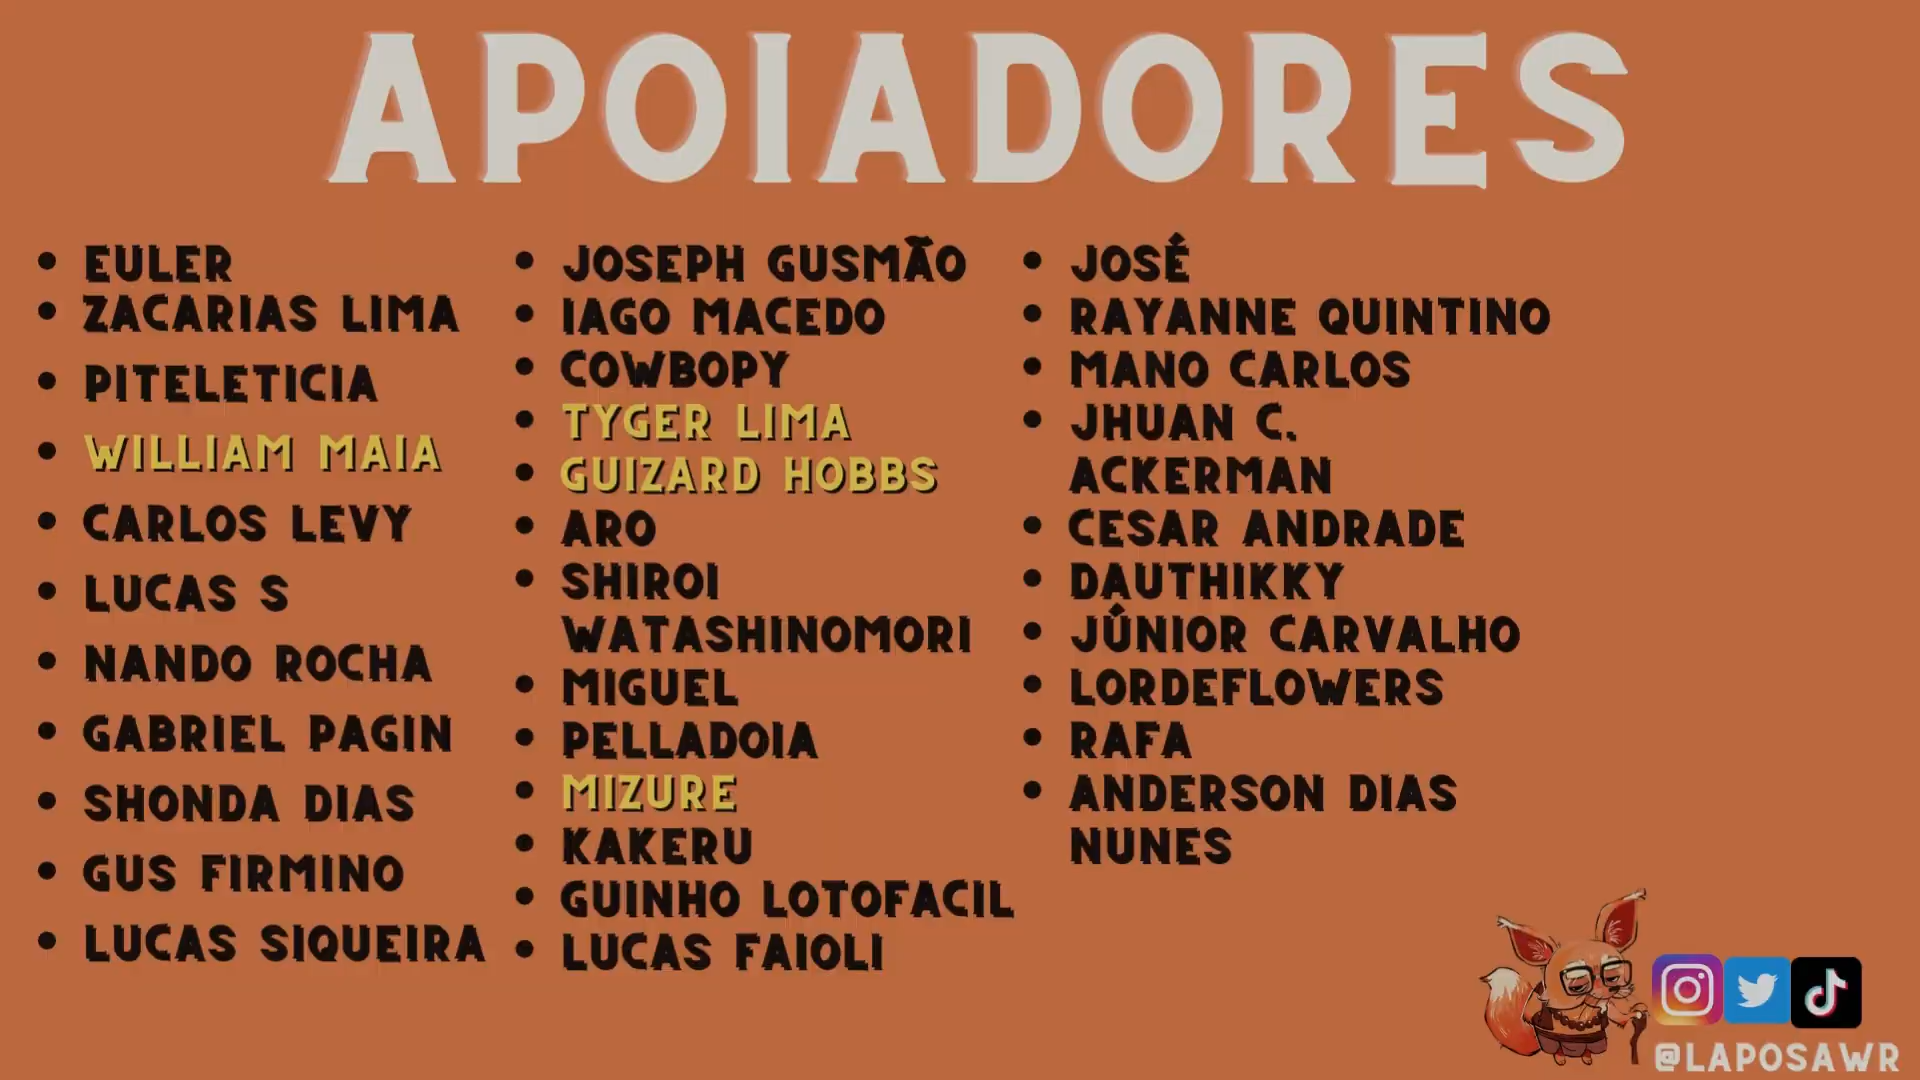 APOIADORES
EULER
ZACARIAS LIMA
PITELETICIA
WILLIAM MAIA
CARLOS LEVY
LUCAS S
NANDO ROCHA
GABRIEL PAGIN
SHONDA DIAS
GUS FIRMINO
LUCAS SIQUEIRA
JOSEPH GUSMÃO
IAGO MACEDO
COWBOPY
TYGER LIMA
GUIZARD HOBBS
ARO
SHIROI
WATASHINOMORI
MIGUEL
PELLADOIA
MIZURE
KAKERU
GUINHO LOTOFACIL
LUCAS FAIOLI
JOSÉ
RAYANNE QUINTINO
MANO CARLOS
JHUAN C.
ACKERMAN
CESAR ANDRADE
DAUTHIKKY
JÚNIOR CARVALHO
LORDEFLOWERS
RAFA
ANDERSON DIAS
NUNES
@LAPOSAWR